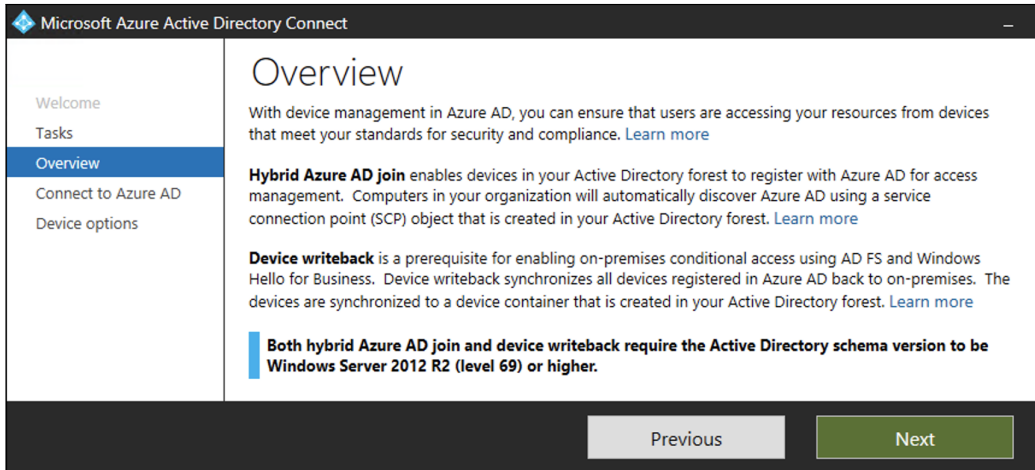 Microsoft Azure Active Directory Connect
Welcome
Tasks
Overview
Connect to Azure AD
Device options
Overview
With device management in Azure AD, you can ensure that users are accessing your resources from devices
that meet your standards for security and compliance. Learn more
Hybrid Azure AD join enables devices in your Active Directory forest to register with Azure AD for access
management.  Computers in your organization will automatically discover Azure AD using a service
connection point (SCP) object that is created in your Active Directory forest. Learn more
Device writeback is a prerequisite for enabling on-premises conditional access using AD FS and Windows
Hello for Business.  Device writeback synchronizes all devices registered in Azure AD back to on-premises.  The
devices are synchronized to a device container that is created in your Active Directory forest. Learn more
Both hybrid Azure AD join and device writeback require the Active Directory schema version to be
Windows Server 2012 R2 (level 69) or higher.
Previous
Next